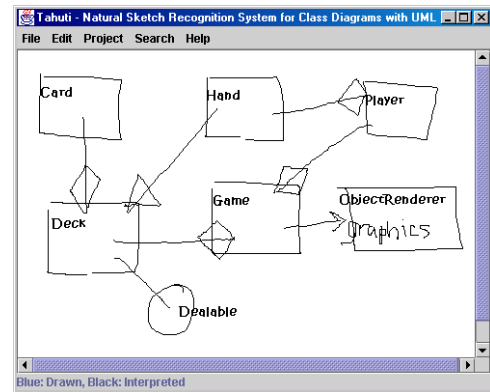 Tahuti - Natural Sketch Recognition System for Class Diagrams with UML
File Edit Project Search Help
Card
Hand
Player
Game
ObjectRenderer
Graphics
Deck
Dealable
Blue: Drawn, Black: Interpreted